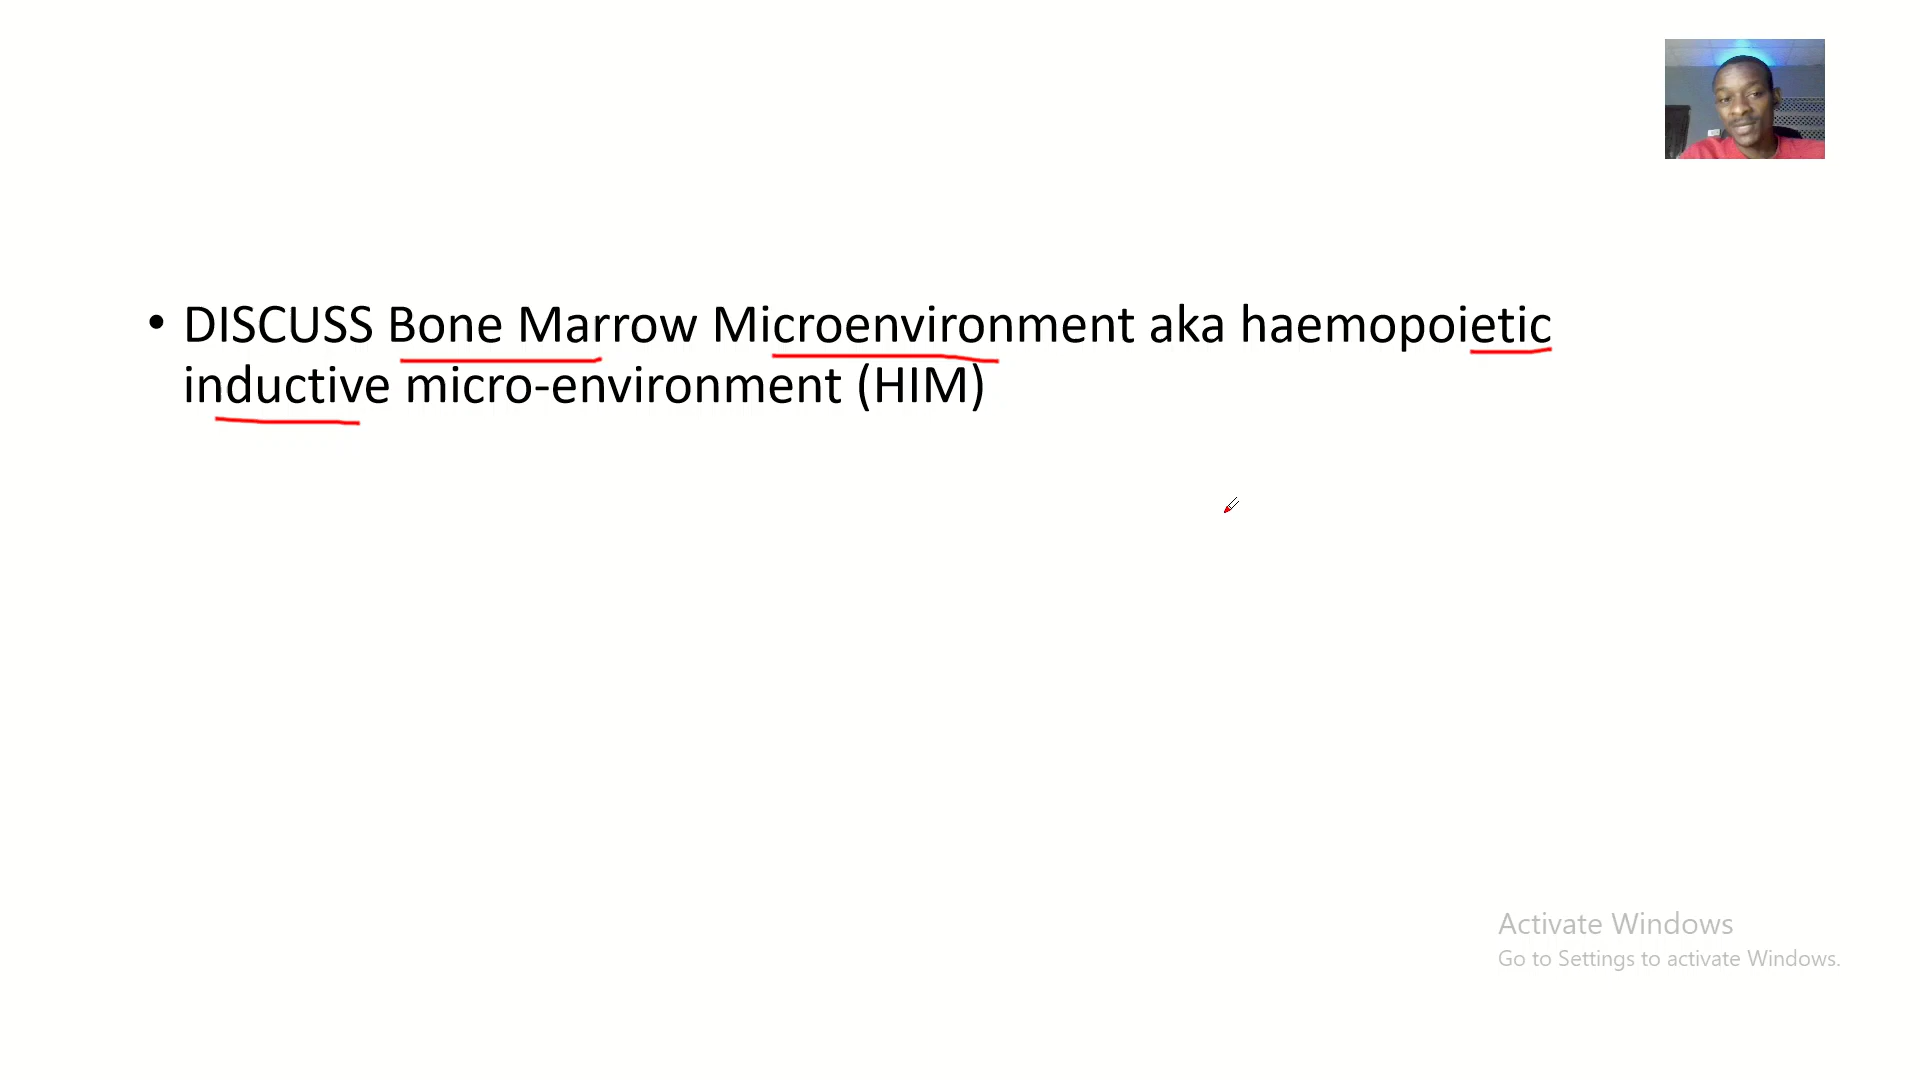 • DISCUSS Bone Marrow Microenvironment aka haemopoietic
inductive micro-environment (HIM)
Activate Windows
Go to Settings to activate Windows.